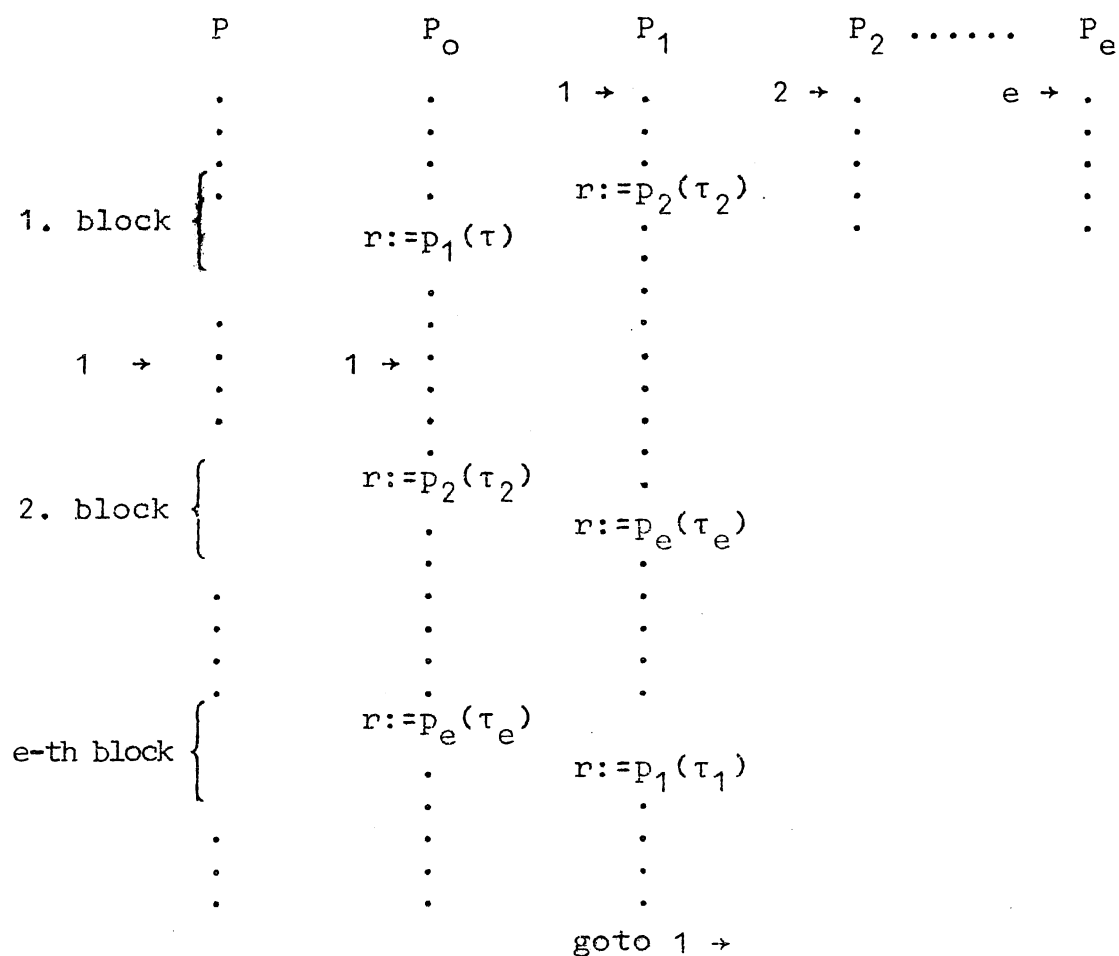 P P_o P_1 P_2 ...... P_e
1 → 2 → e →
r:=p_2(τ_2)
1. block {
r:=p_1(τ)
1 → 1 →
r:=p_2(τ_2)
2. block {
r:=p_e(τ_e)
r:=p_e(τ_e)
e-th block {
r:=p_1(τ_1)
goto 1 →